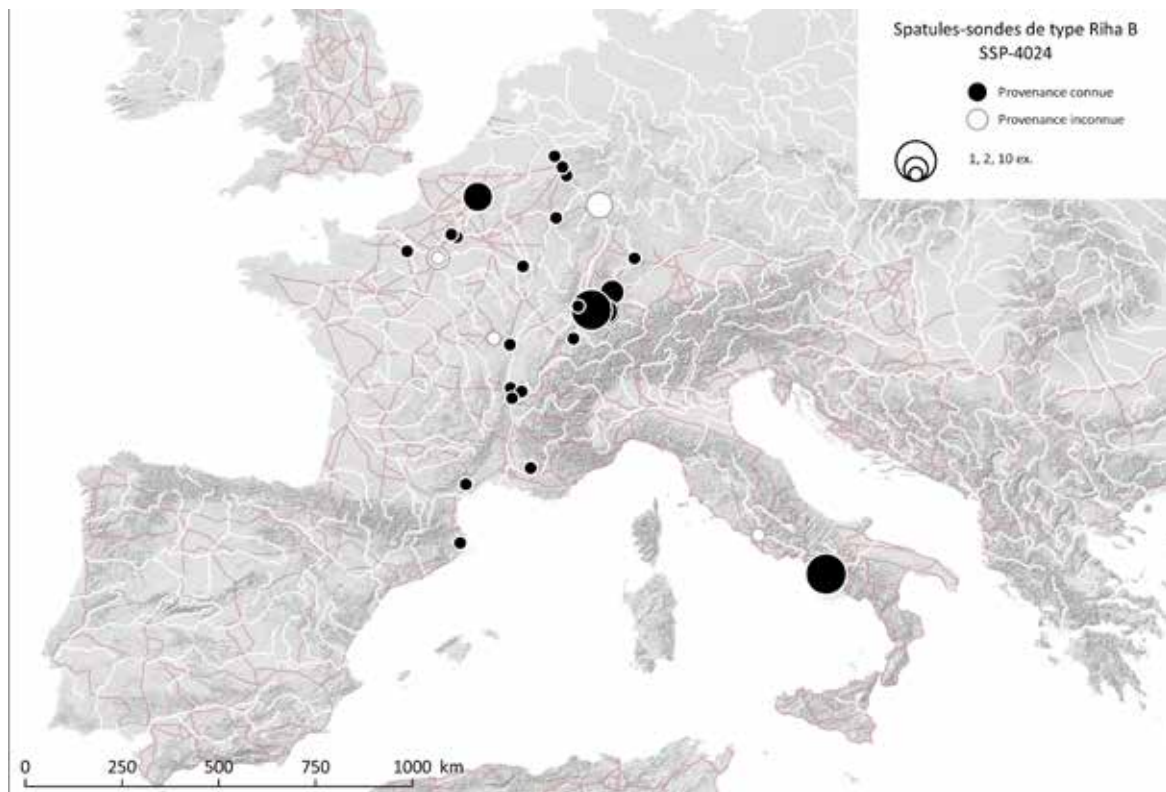 Spatules-sondes de type Riha B
SSP-4024
Provenance connue
Provenance inconnue
1, 2, 10 ex.
0 250 500 750 1000 km